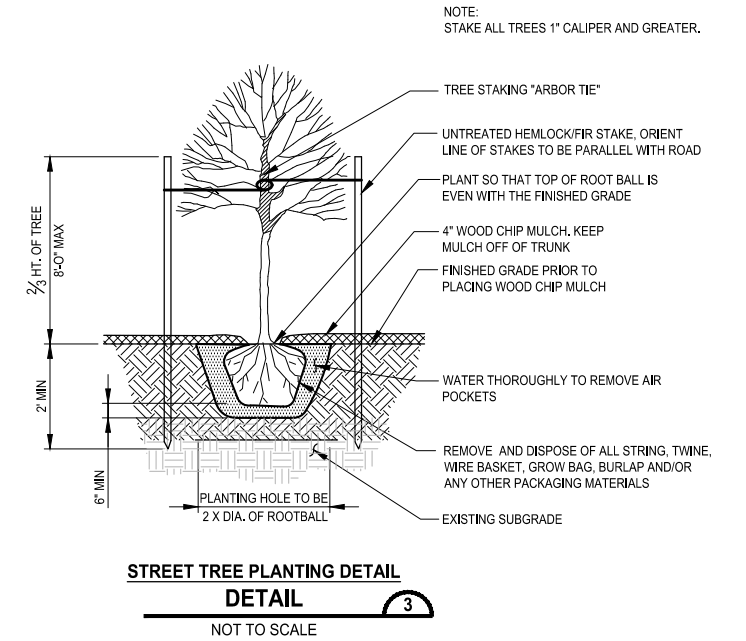 NOTE:
STAKE ALL TREES 1" CALIPER AND GREATER.
TREE STAKING "ARBOR TIE"
UNTREATED HEMLOCK/FIR STAKE, ORIENT
LINE OF STAKES TO BE PARALLEL WITH ROAD
PLANT SO THAT TOP OF ROOT BALL IS
EVEN WITH THE FINISHED GRADE
4" WOOD CHIP MULCH. KEEP
MULCH OFF OF TRUNK
FINISHED GRADE PRIOR TO
PLACING WOOD CHIP MULCH
2/3 HT. OF TREE
8'-0" MAX
2' MIN
6" MIN
WATER THOROUGHLY TO REMOVE AIR
POCKETS
REMOVE AND DISPOSE OF ALL STRING, TWINE,
WIRE BASKET, GROW BAG, BURLAP AND/OR
ANY OTHER PACKAGING MATERIALS
PLANTING HOLE TO BE
2 X DIA. OF ROOTBALL
EXISTING SUBGRADE
STREET TREE PLANTING DETAIL
DETAIL
3
NOT TO SCALE